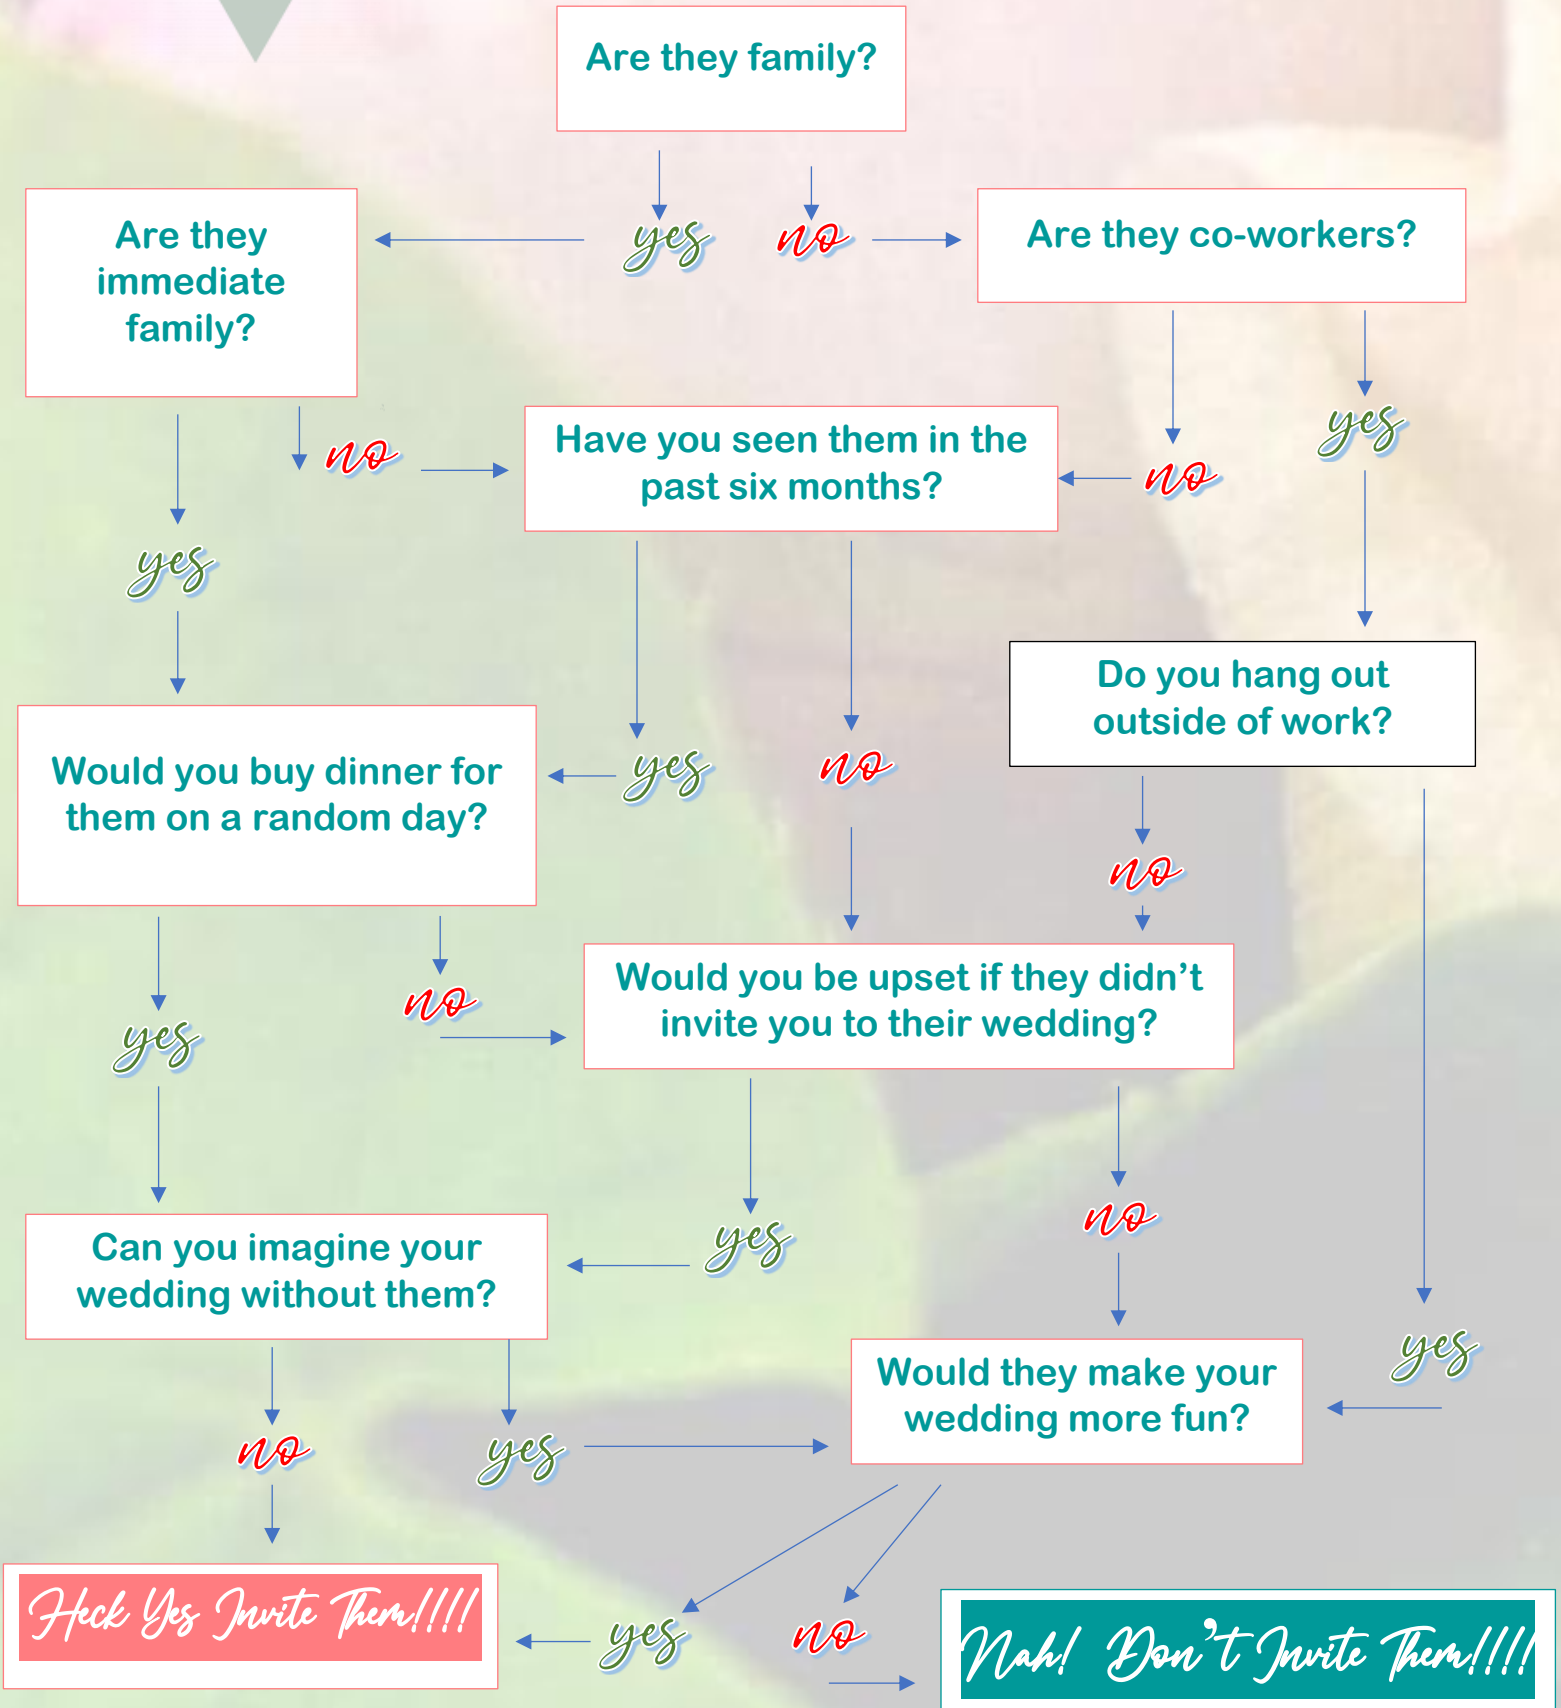 Are they family?
yes
no
Are they
immediate
family?
Are they co-workers?
no
Have you seen them in the
past six months?
no
yes
yes
Do you hang out
outside of work?
Would you buy dinner for
them on a random day?
yes
no
no
Would you be upset if they didn’t
invite you to their wedding?
no
yes
Can you imagine your
wedding without them?
yes
no
Would they make your
wedding more fun?
yes
no
yes
Heck Yes Invite Them!!!!
yes
no
Nah! Don’t Invite Them!!!!